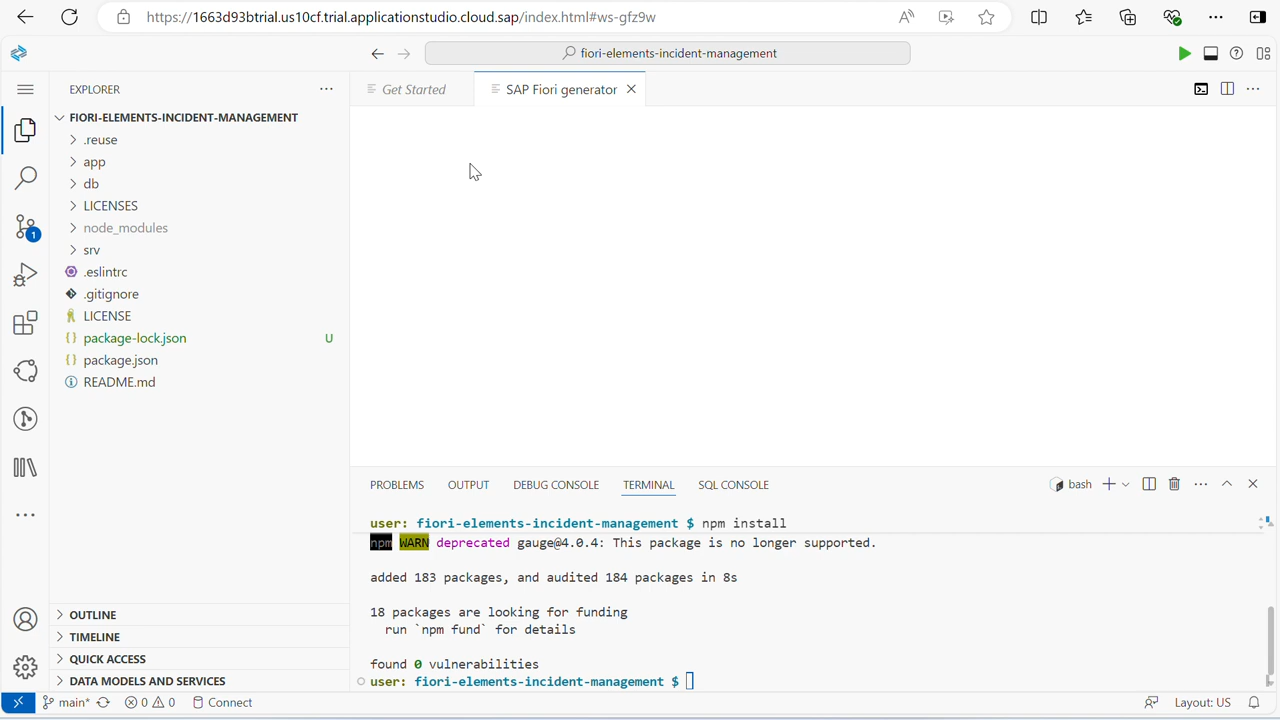 https://1663d93btrial.us10cf.trial.applicationstudio.cloud.sap/index.html#ws-gfz9w
fiori-elements-incident-management
EXPLORER
Get Started
SAP Fiori generator
FIORI-ELEMENTS-INCIDENT-MANAGEMENT
.reuse
app
db
LICENSES
node_modules
1
srv
.eslintrc
.gitignore
LICENSE
package-lock.json U
package.json
README.md
OUTLINE
TIMELINE
QUICK ACCESS
DATA MODELS AND SERVICES
PROBLEMS OUTPUT DEBUG CONSOLE TERMINAL SQL CONSOLE
bash
user: fiori-elements-incident-management $ npm install
npm WARN deprecated gauge@4.0.4: This package is no longer supported.
added 183 packages, and audited 184 packages in 8s
18 packages are looking for funding
run `npm fund` for details
found 0 vulnerabilities
user: fiori-elements-incident-management $
main* 0 0 Connect Layout: US